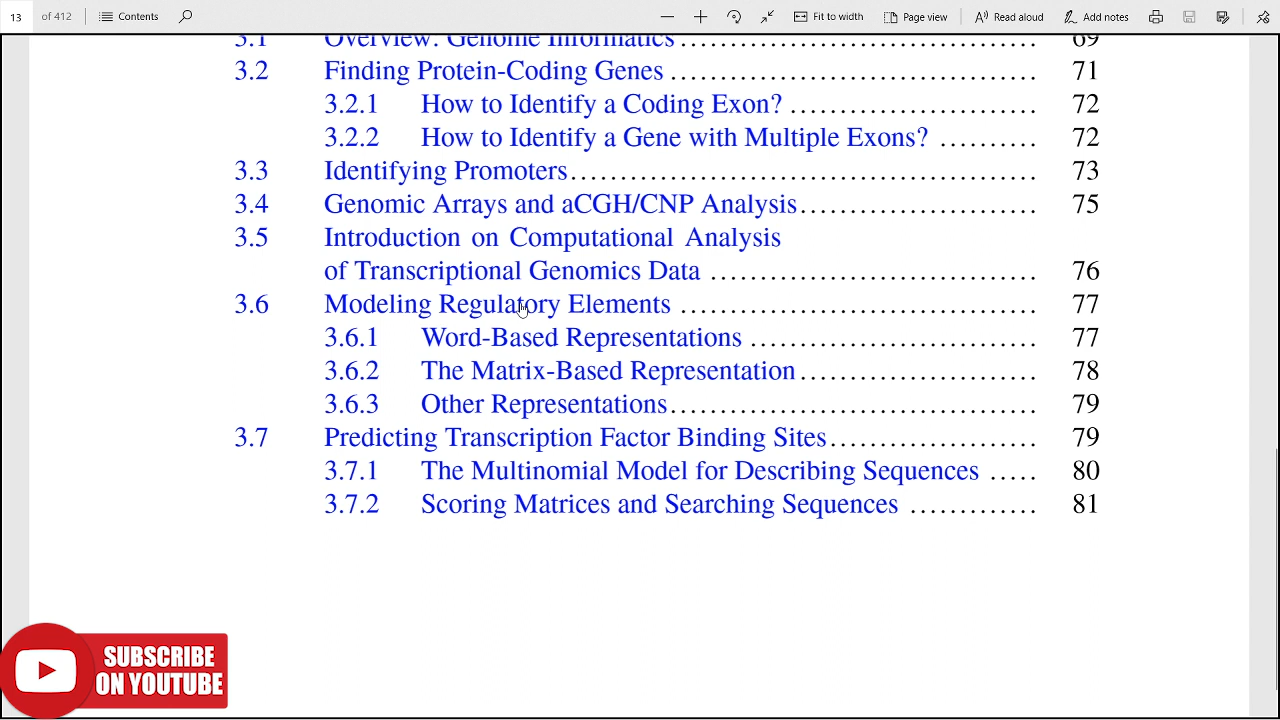 13 of 412 Contents Fit to width Page view Read aloud Add notes
3.1 Overview: Genome Informatics ........................................ 69
3.2 Finding Protein-Coding Genes ........................................ 71
3.2.1 How to Identify a Coding Exon? ........................... 72
3.2.2 How to Identify a Gene with Multiple Exons? .......... 72
3.3 Identifying Promoters.................................................... 73
3.4 Genomic Arrays and aCGH/CNP Analysis.......................... 75
3.5 Introduction on Computational Analysis
of Transcriptional Genomics Data .................................... 76
3.6 Modeling Regulatory Elements ....................................... 77
3.6.1 Word-Based Representations ................................ 77
3.6.2 The Matrix-Based Representation.......................... 78
3.6.3 Other Representations......................................... 79
3.7 Predicting Transcription Factor Binding Sites....................... 79
3.7.1 The Multinomial Model for Describing Sequences ..... 80
3.7.2 Scoring Matrices and Searching Sequences ............. 81
SUBSCRIBE
ON YOUTUBE